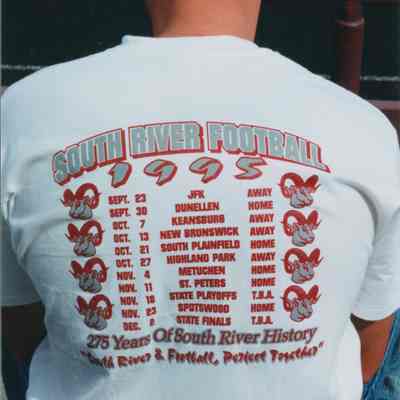 SOUTH RIVER FOOTBALL
1995
SEPT. 23 JFK AWAY
SEPT. 30 DUNELLEN HOME
OCT. 7 KEANSBURG AWAY
OCT. 13 NEW BRUNSWICK AWAY
OCT. 21 SOUTH PLAINFIELD HOME
OCT. 27 HIGHLAND PARK AWAY
NOV. 4 METUCHEN HOME
NOV. 11 ST. PETERS HOME
NOV. 18 STATE PLAYOFFS T.B.A.
NOV. 23 SPOTSWOOD HOME
DEC. 2 STATE FINALS T.B.A.
275 Years Of South River History
"South River & Football, Perfect Together"